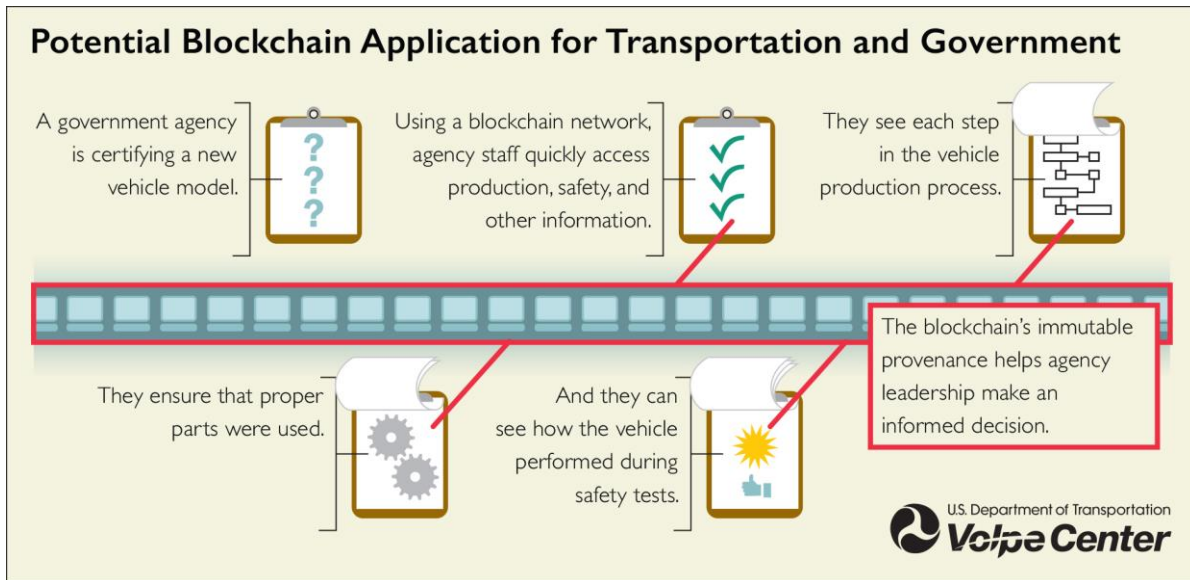 Potential Blockchain Application for Transportation and Government
A government agency
is certifying a new
vehicle model.
?
?
?
Using a blockchain network,
agency staff quickly access
production, safety, and
other information.
They see each step
in the vehicle
production process.
They ensure that proper
parts were used.
And they can
see how the vehicle
performed during
safety tests.
The blockchain’s immutable
provenance helps agency
leadership make an
informed decision.
U.S. Department of Transportation
Volpe Center